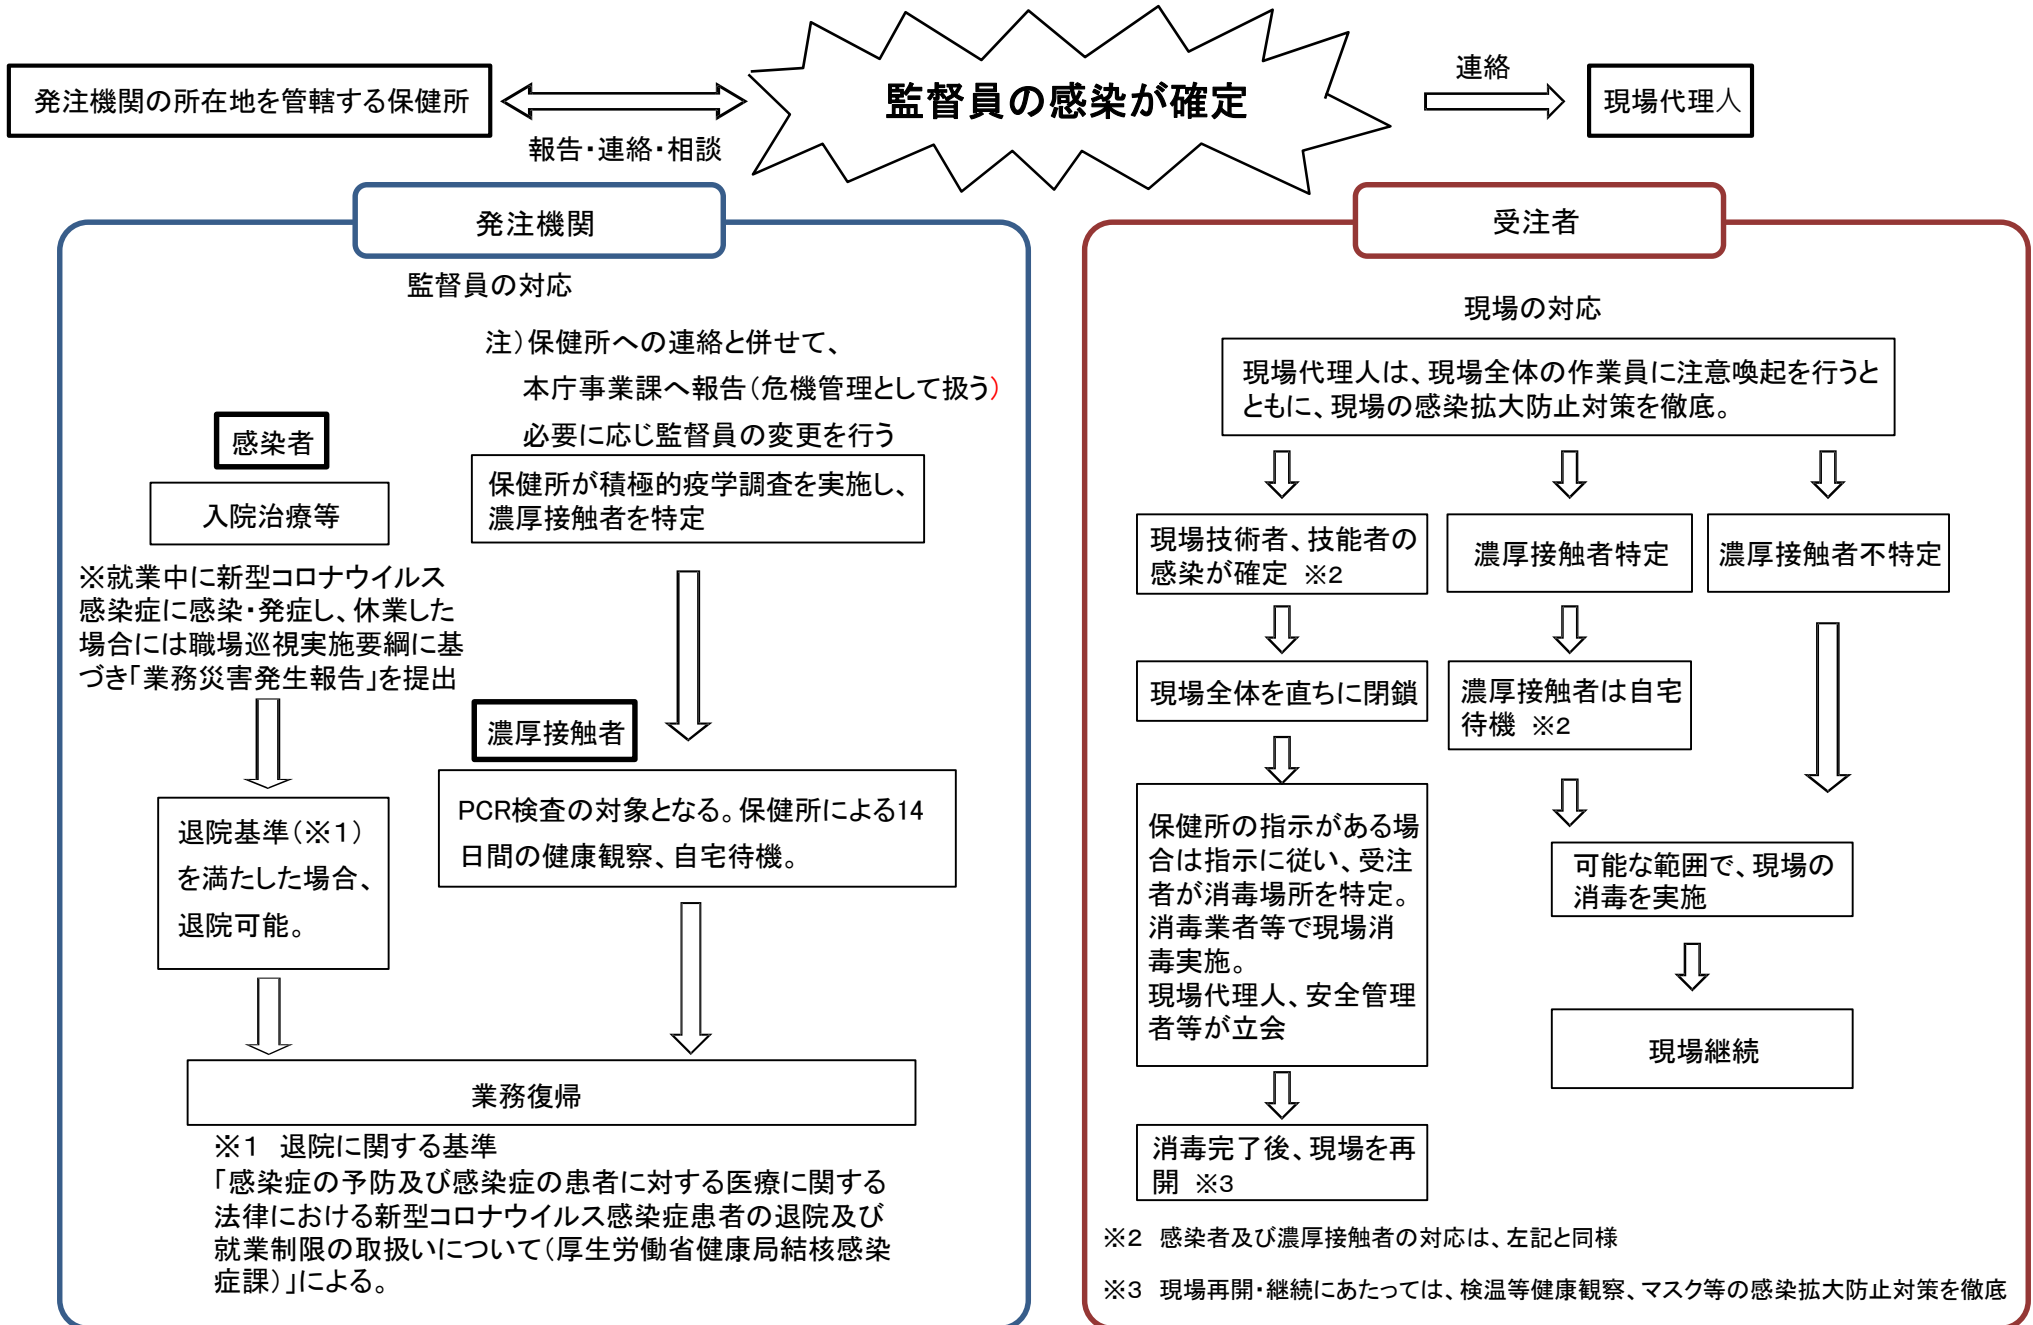 監督員の感染が確定
発注機関の所在地を管轄する保健所
報告・連絡・相談
連絡
現場代理人
発注機関
監督員の対応
注）保健所への連絡と併せて、
本庁事業課へ報告（危機管理として扱う）
必要に応じ監督員の変更を行う
感染者
入院治療等
※就業中に新型コロナウイルス
感染症に感染・発症し、休業した
場合には職場巡視実施要綱に基
づき「業務災害発生報告」を提出
退院基準（※1）
を満たした場合、
退院可能。
保健所が積極的疫学調査を実施し、
濃厚接触者を特定
濃厚接触者
PCR検査の対象となる。保健所による14
日間の健康観察、自宅待機。
業務復帰
※1　退院に関する基準
「感染症の予防及び感染症の患者に対する医療に関する
法律における新型コロナウイルス感染症患者の退院及び
就業制限の取扱いについて（厚生労働省健康局結核感染
症課）」による。
受注者
現場の対応
現場代理人は、現場全体の作業員に注意喚起を行うと
ともに、現場の感染拡大防止対策を徹底。
現場技術者、技能者の
感染が確定 ※2
現場全体を直ちに閉鎖
保健所の指示がある場
合は指示に従い、受注
者が消毒場所を特定。
消毒業者等で現場消
毒実施。
現場代理人、安全管理
者等が立会
消毒完了後、現場を再
開 ※3
濃厚接触者特定
濃厚接触者は自宅
待機 ※2
濃厚接触者不特定
可能な範囲で、現場の
消毒を実施
現場継続
※2　感染者及び濃厚接触者の対応は、左記と同様
※3　現場再開・継続にあたっては、検温等健康観察、マスク等の感染拡大防止対策を徹底